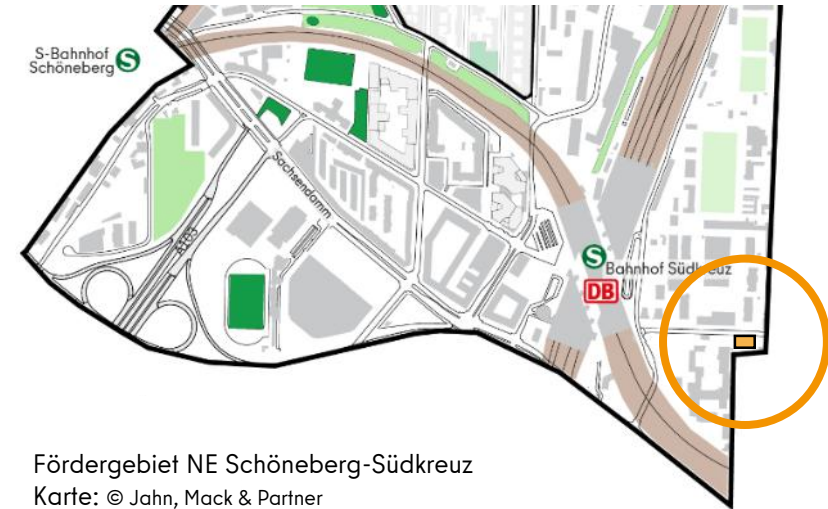 S-Bahnhof
Schöneberg
S
Sachsendamm
A103
S
Bahnhof Südkreuz
DB
Fördergebiet NE Schöneberg-Südkreuz
Karte: © Jahn, Mack & Partner